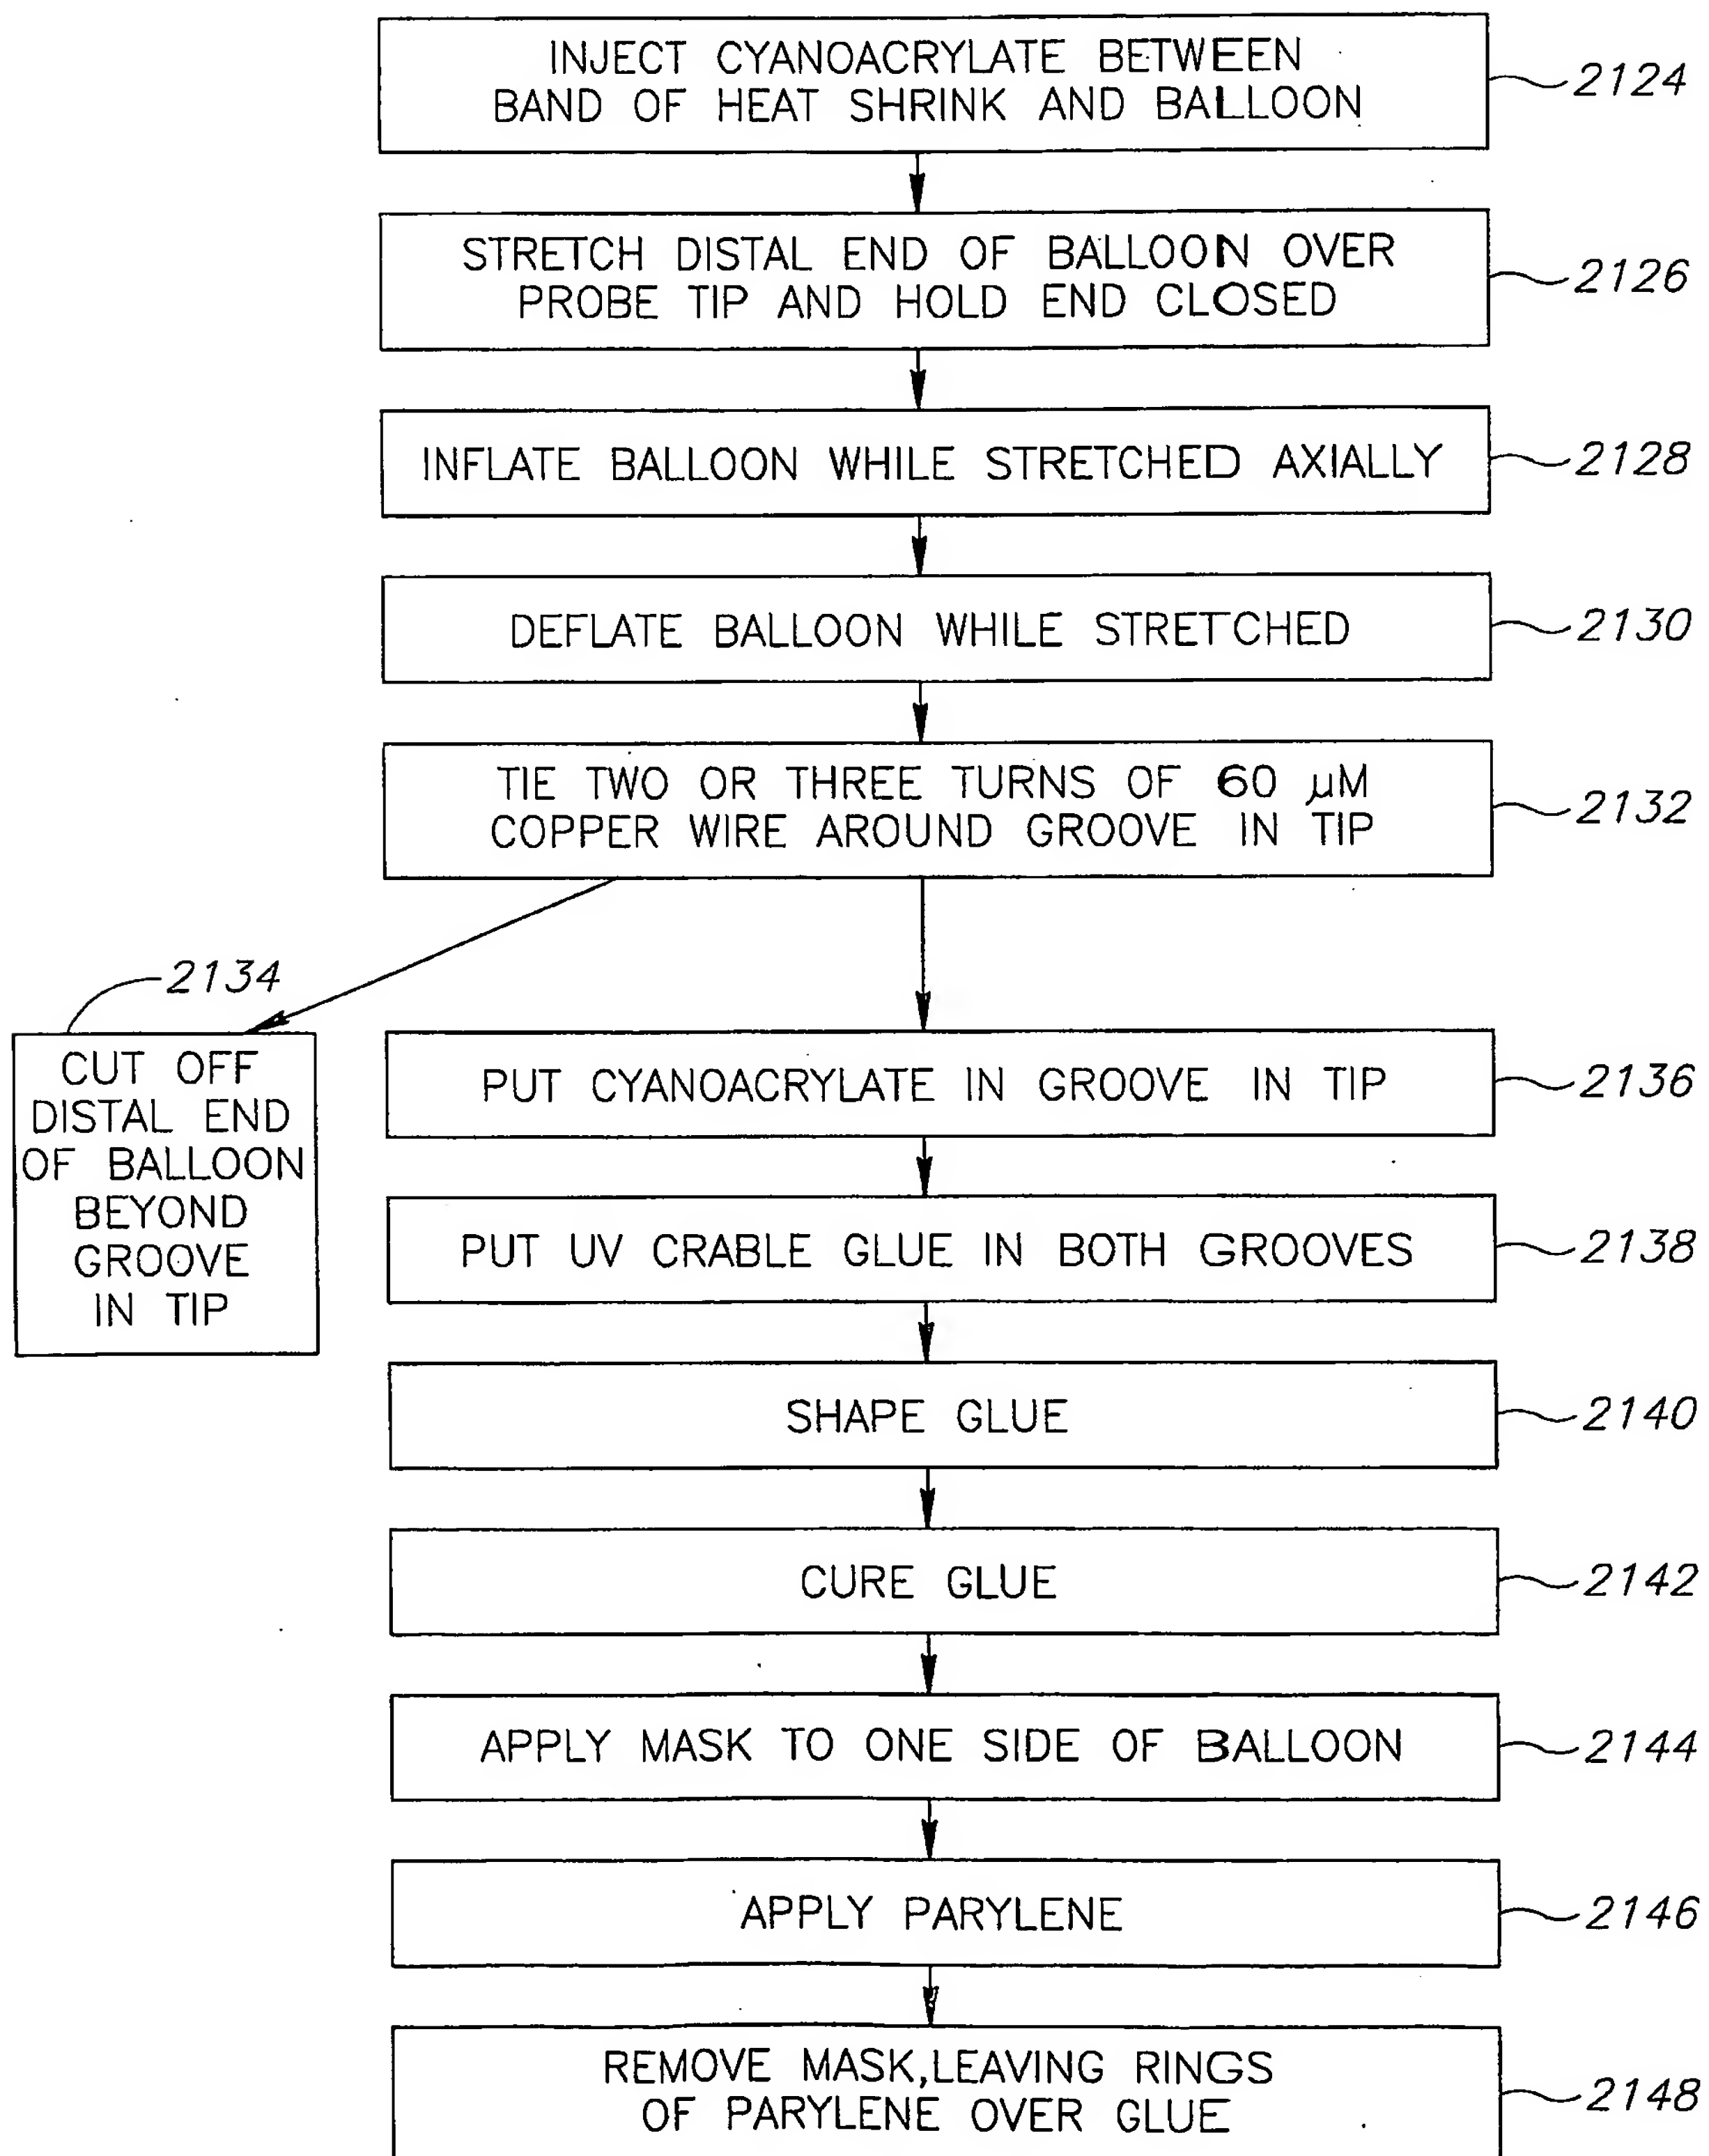 INJECT CYANOACRYLATE BETWEEN
BAND OF HEAT SHRINK AND BALLOON
2124
STRETCH DISTAL END OF BALLOON OVER
PROBE TIP AND HOLD END CLOSED
2126
INFLATE BALLOON WHILE STRETCHED AXIALLY
2128
DEFLATE BALLOON WHILE STRETCHED
2130
TIE TWO OR THREE TURNS OF 60 µM
COPPER WIRE AROUND GROOVE IN TIP
2132
2134
CUT OFF
DISTAL END
OF BALLOON
BEYOND
GROOVE
IN TIP
PUT CYANOACRYLATE IN GROOVE IN TIP
2136
PUT UV CRABLE GLUE IN BOTH GROOVES
2138
SHAPE GLUE
2140
CURE GLUE
2142
APPLY MASK TO ONE SIDE OF BALLOON
2144
APPLY PARYLENE
2146
REMOVE MASK,LEAVING RINGS
OF PARYLENE OVER GLUE
2148